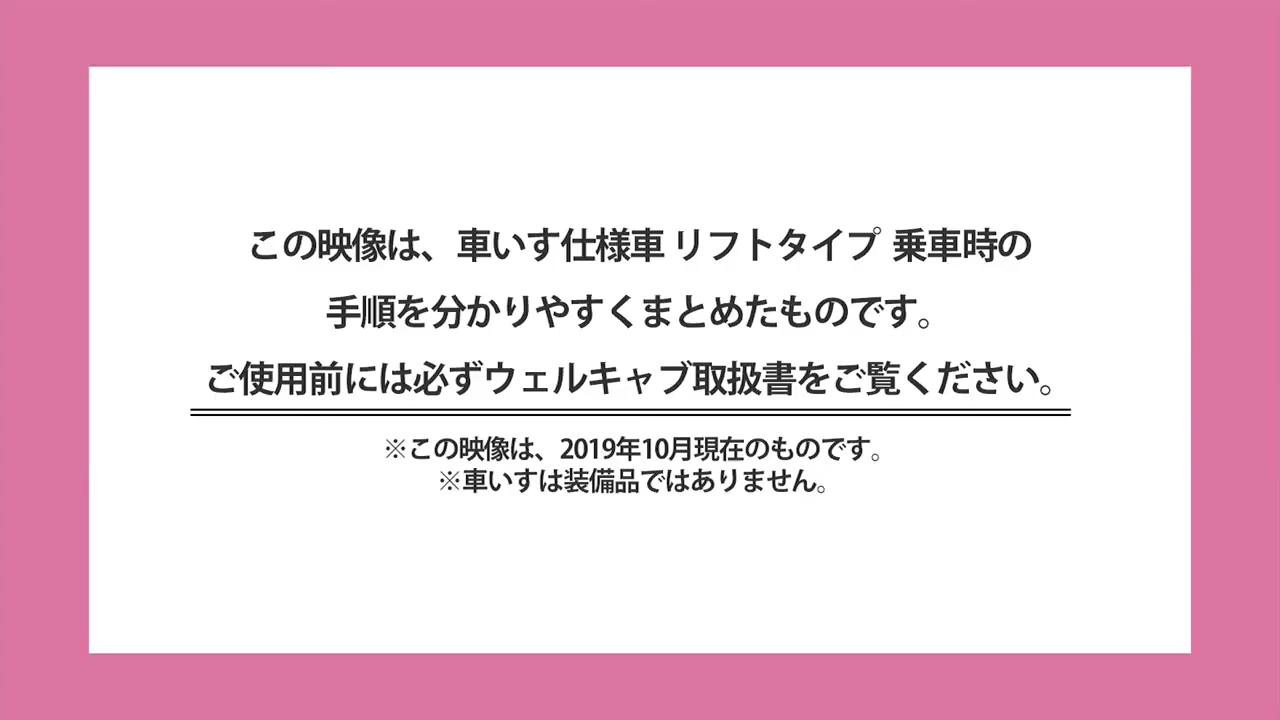 この映像は、車いす仕様車 リフトタイプ 乗車時の
手順を分かりやすくまとめたものです。
ご使用前には必ずウェルキャブ取扱書をご覧ください。
※この映像は、2019年10月現在のものです。
※車いすは装備品ではありません。